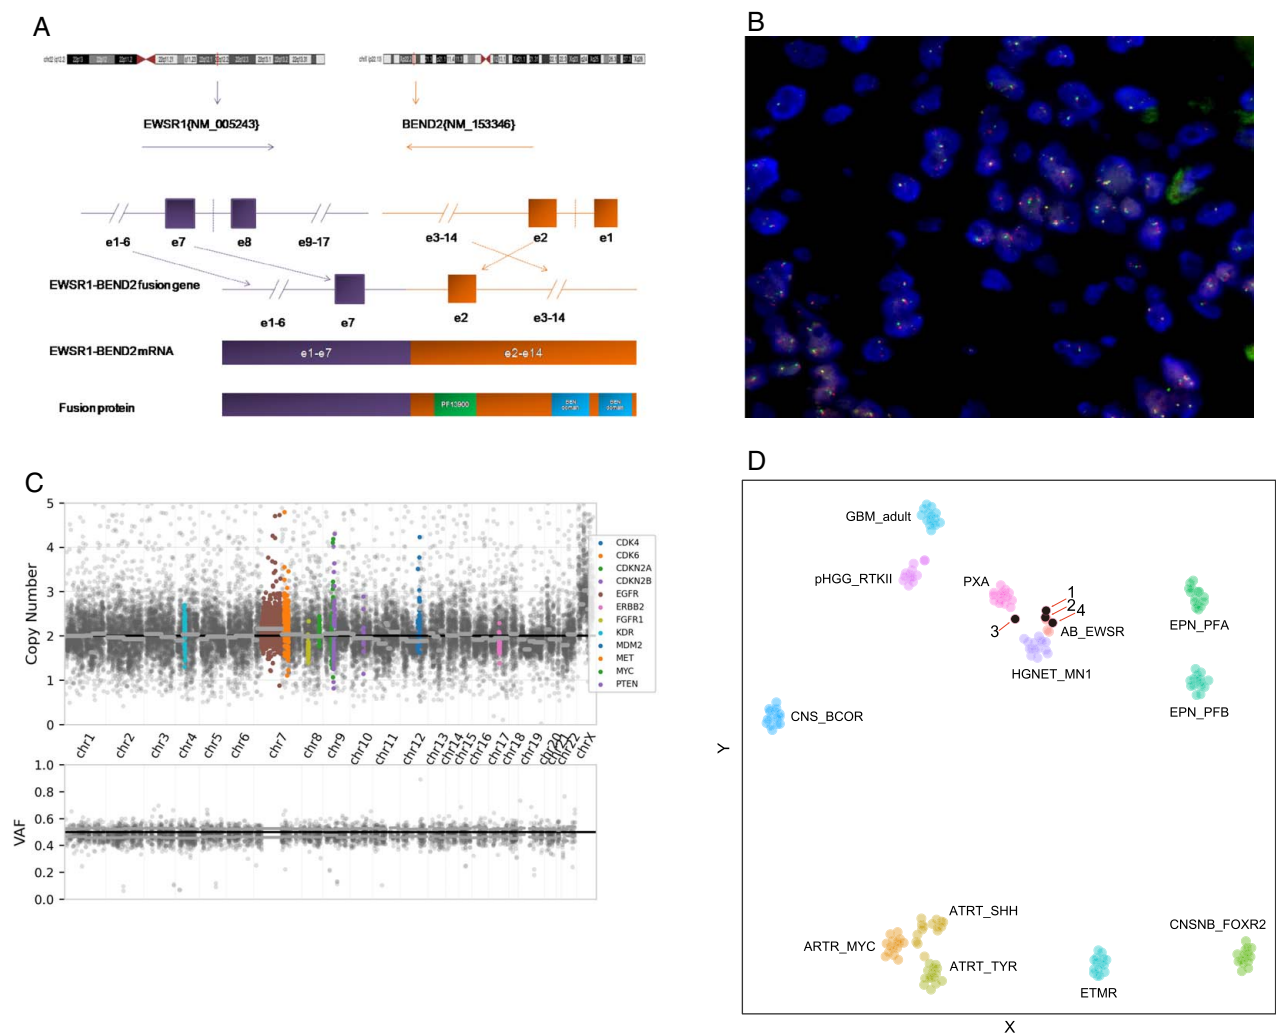 A
EWSR1{NM_005243}
BEND2{NM_153346}
e1-6
e7
e8
e9-17
e3-14
e2
e1
EWSR1-BEND2 fusion gene
e1-6
e7
e2
e3-14
EWSR1-BEND2 mRNA
e1-e7
e2-e14
Fusion protein
PF13900
BEN domain
BEN domain
B
C
5
4
3
2
1
0
Copy Number
CDK4
CDK6
CDKN2A
CDKN2B
EGFR
ERBB2
FGFR1
KDR
MDM2
MET
MYC
PTEN
chr1
chr2
chr3
chr4
chr5
chr6
chr7
chr8
chr9
chr10
chr11
chr12
chr13
chr14
chr15
chr16
chr17
chr18
chr19
chr20
chr21
chr22
chrX
1.0
0.8
0.6
0.4
0.2
0.0
VAF
D
GBM_adult
pHGG_RTKII
PXA
1
2
4
3
AB_EWSR
HGNET_MN1
EPN_PFA
EPN_PFB
CNS_BCOR
ATRT_SHH
ARTR_MYC
ATRT_TYR
ETMR
CNSNB_FOXR2
Y
X